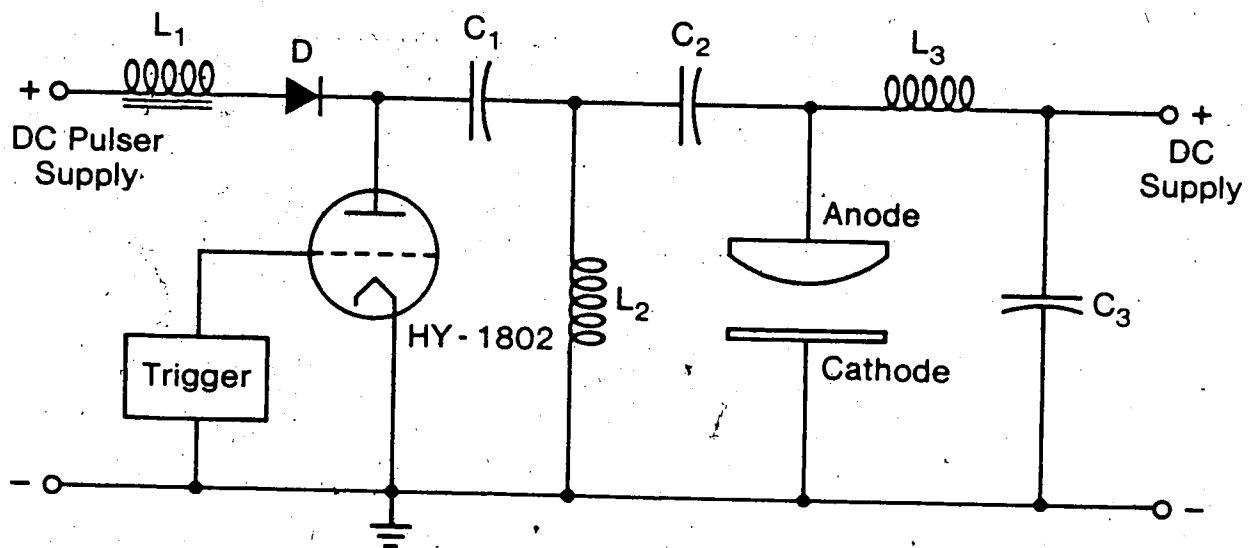 L1
D
C1
C2
L3
+
+
DC Pulser
Supply
DC
Supply
Anode
L2
C3
HY-1802
Trigger
Cathode
-
-